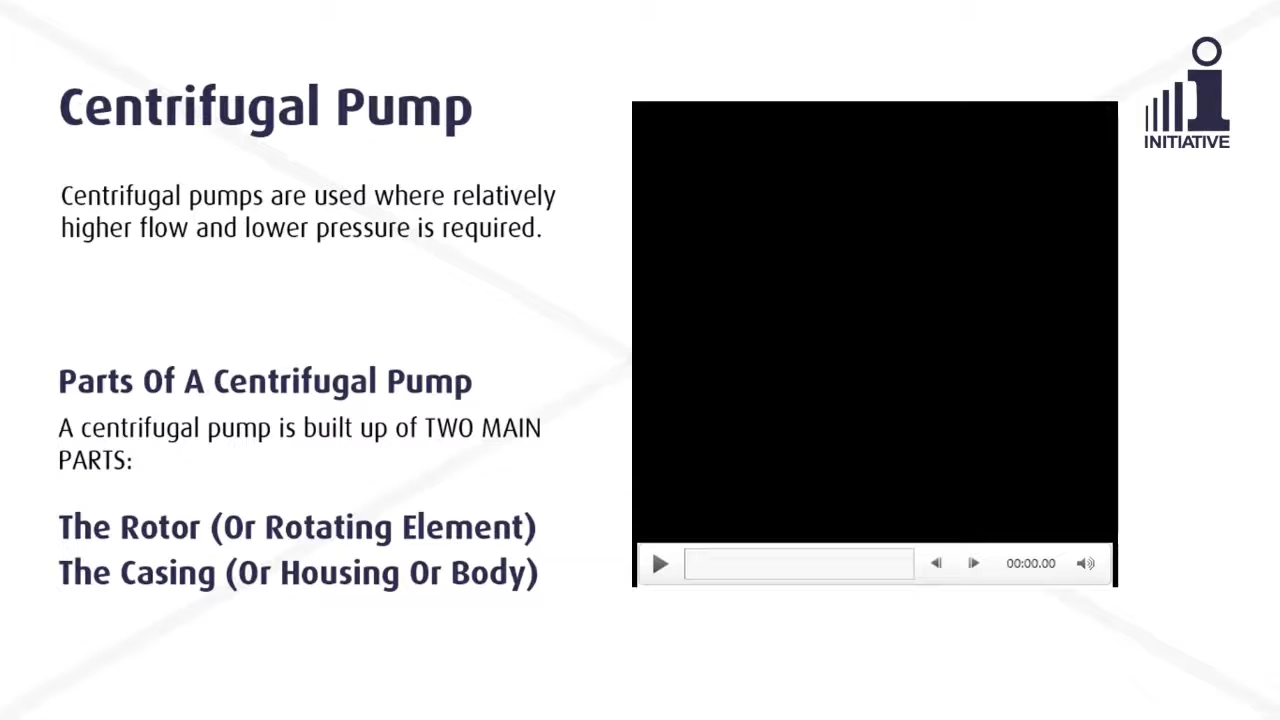 Centrifugal Pump
Centrifugal pumps are used where relatively
higher flow and lower pressure is required.
Parts Of A Centrifugal Pump
A centrifugal pump is built up of TWO MAIN
PARTS:
The Rotor (Or Rotating Element)
The Casing (Or Housing Or Body)
00:00.00
INITIATIVE